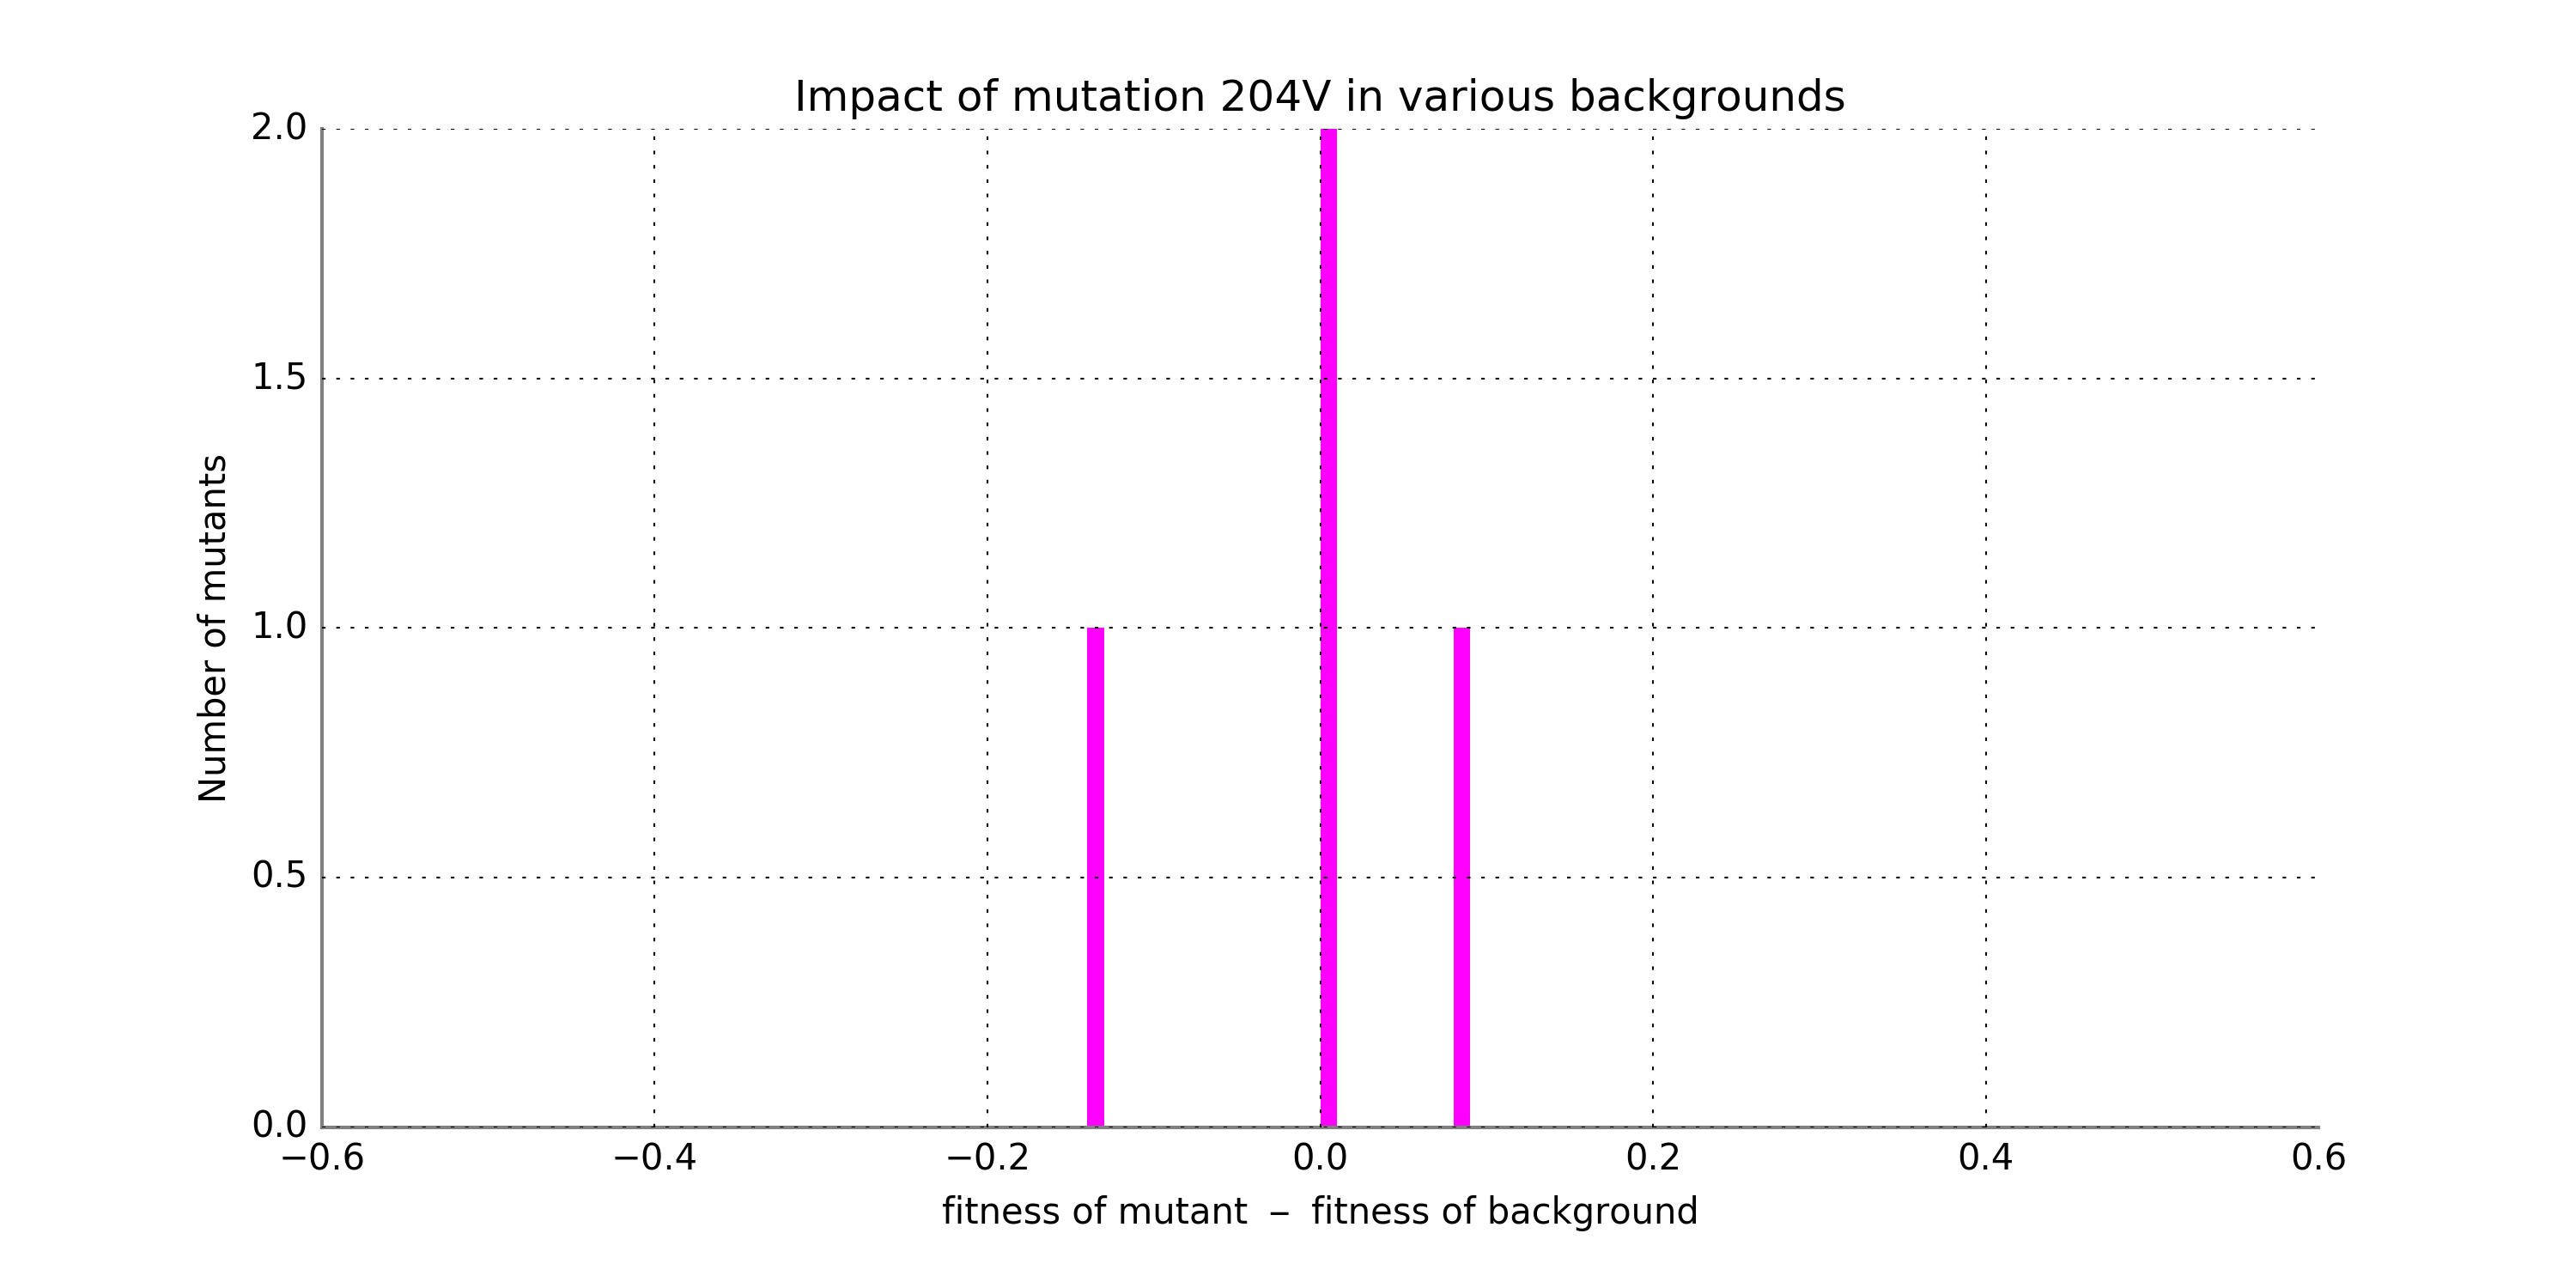 Impact of mutation 204V in various backgrounds
2.0
1.5
1.0
0.5
0.0
Number of mutants
−0.6 −0.4 −0.2 0.0 0.2 0.4 0.6
fitness of mutant − fitness of background